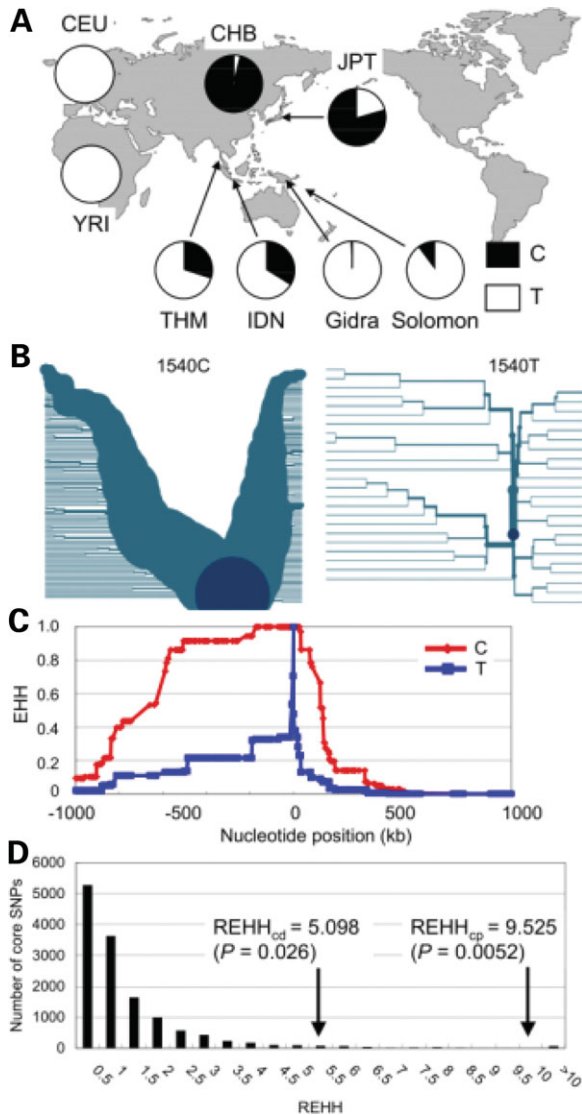 A
CEU
CHB
JPT
YRI
THM
IDN
Gidra
Solomon
C
T
B
1540C
1540T
C
1.0
0.8
0.6
0.4
0.2
0
EHH
C
T
-1000
-500
0
500
1000
Nucleotide position (kb)
D
6000
5000
4000
3000
2000
1000
0
Number of core SNPs
REHHcd = 5.098
(P = 0.026)
REHHcp = 9.525
(P = 0.0052)
0.5
1
1.5
2
2.5
3
3.5
4
4.5
5
5.5
6
6.5
7
7.5
8
8.5
9
9.5
10
>10
REHH